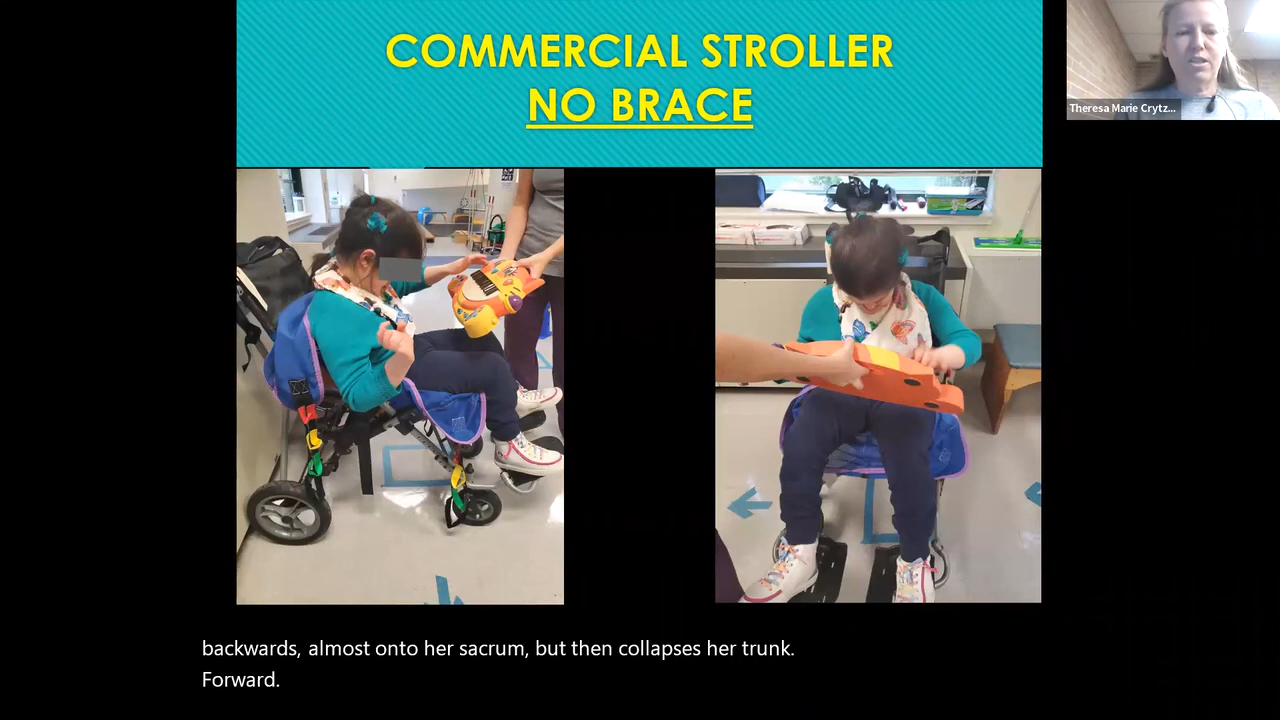 COMMERCIAL STROLLER
NO BRACE
Theresa Marie Crytz...
backwards, almost onto her sacrum, but then collapses her trunk.
Forward.